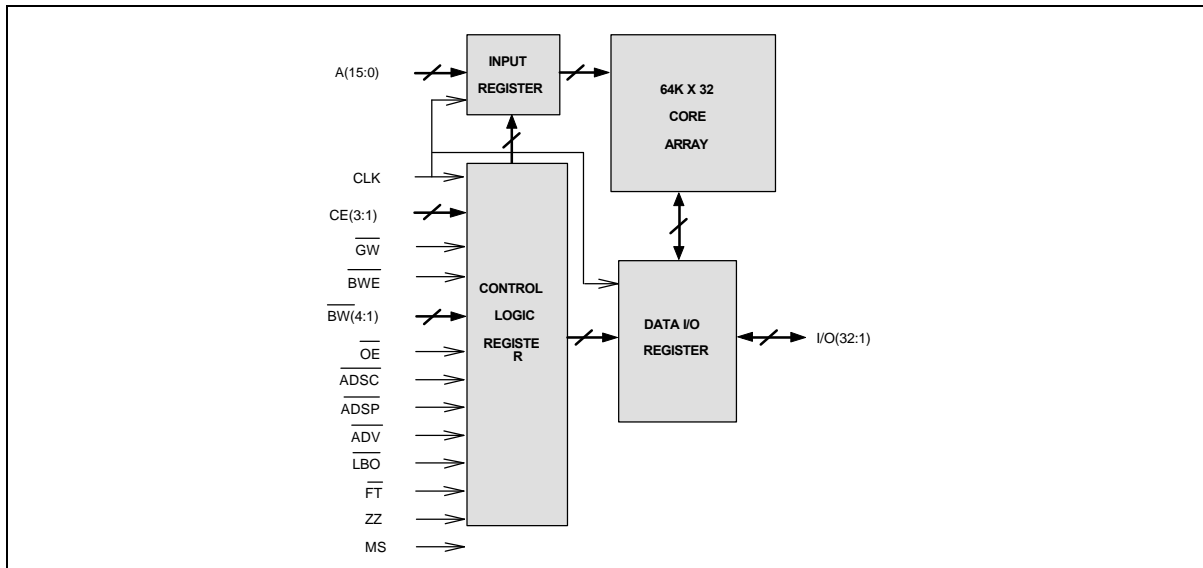 A(15:0)
INPUT
REGISTER
64K X 32
CORE
ARRAY
CLK
CE(3:1)
GW
BWE
BW(4:1)
OE
ADSC
ADSP
ADV
LBO
FT
ZZ
MS
CONTROL
LOGIC
REGISTE
R
DATA I/O
REGISTER
I/O(32:1)